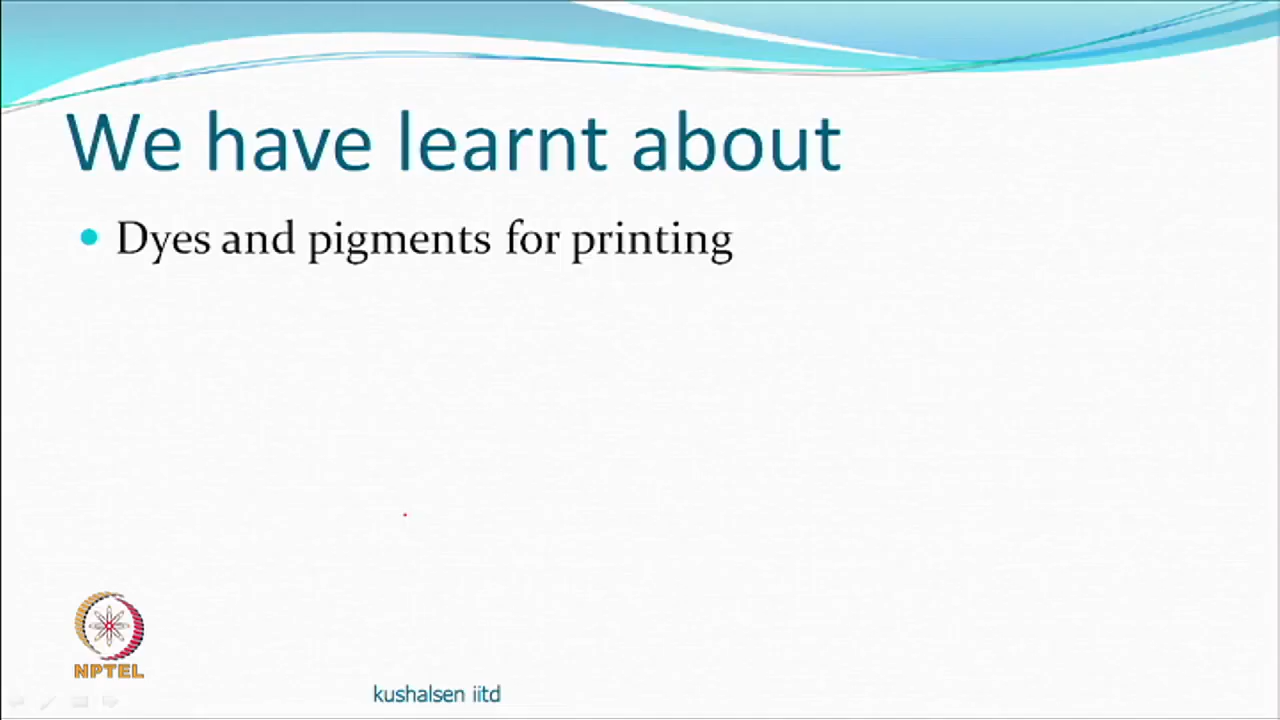 We have learnt about
Dyes and pigments for printing
NPTEL
kushalsen iitd